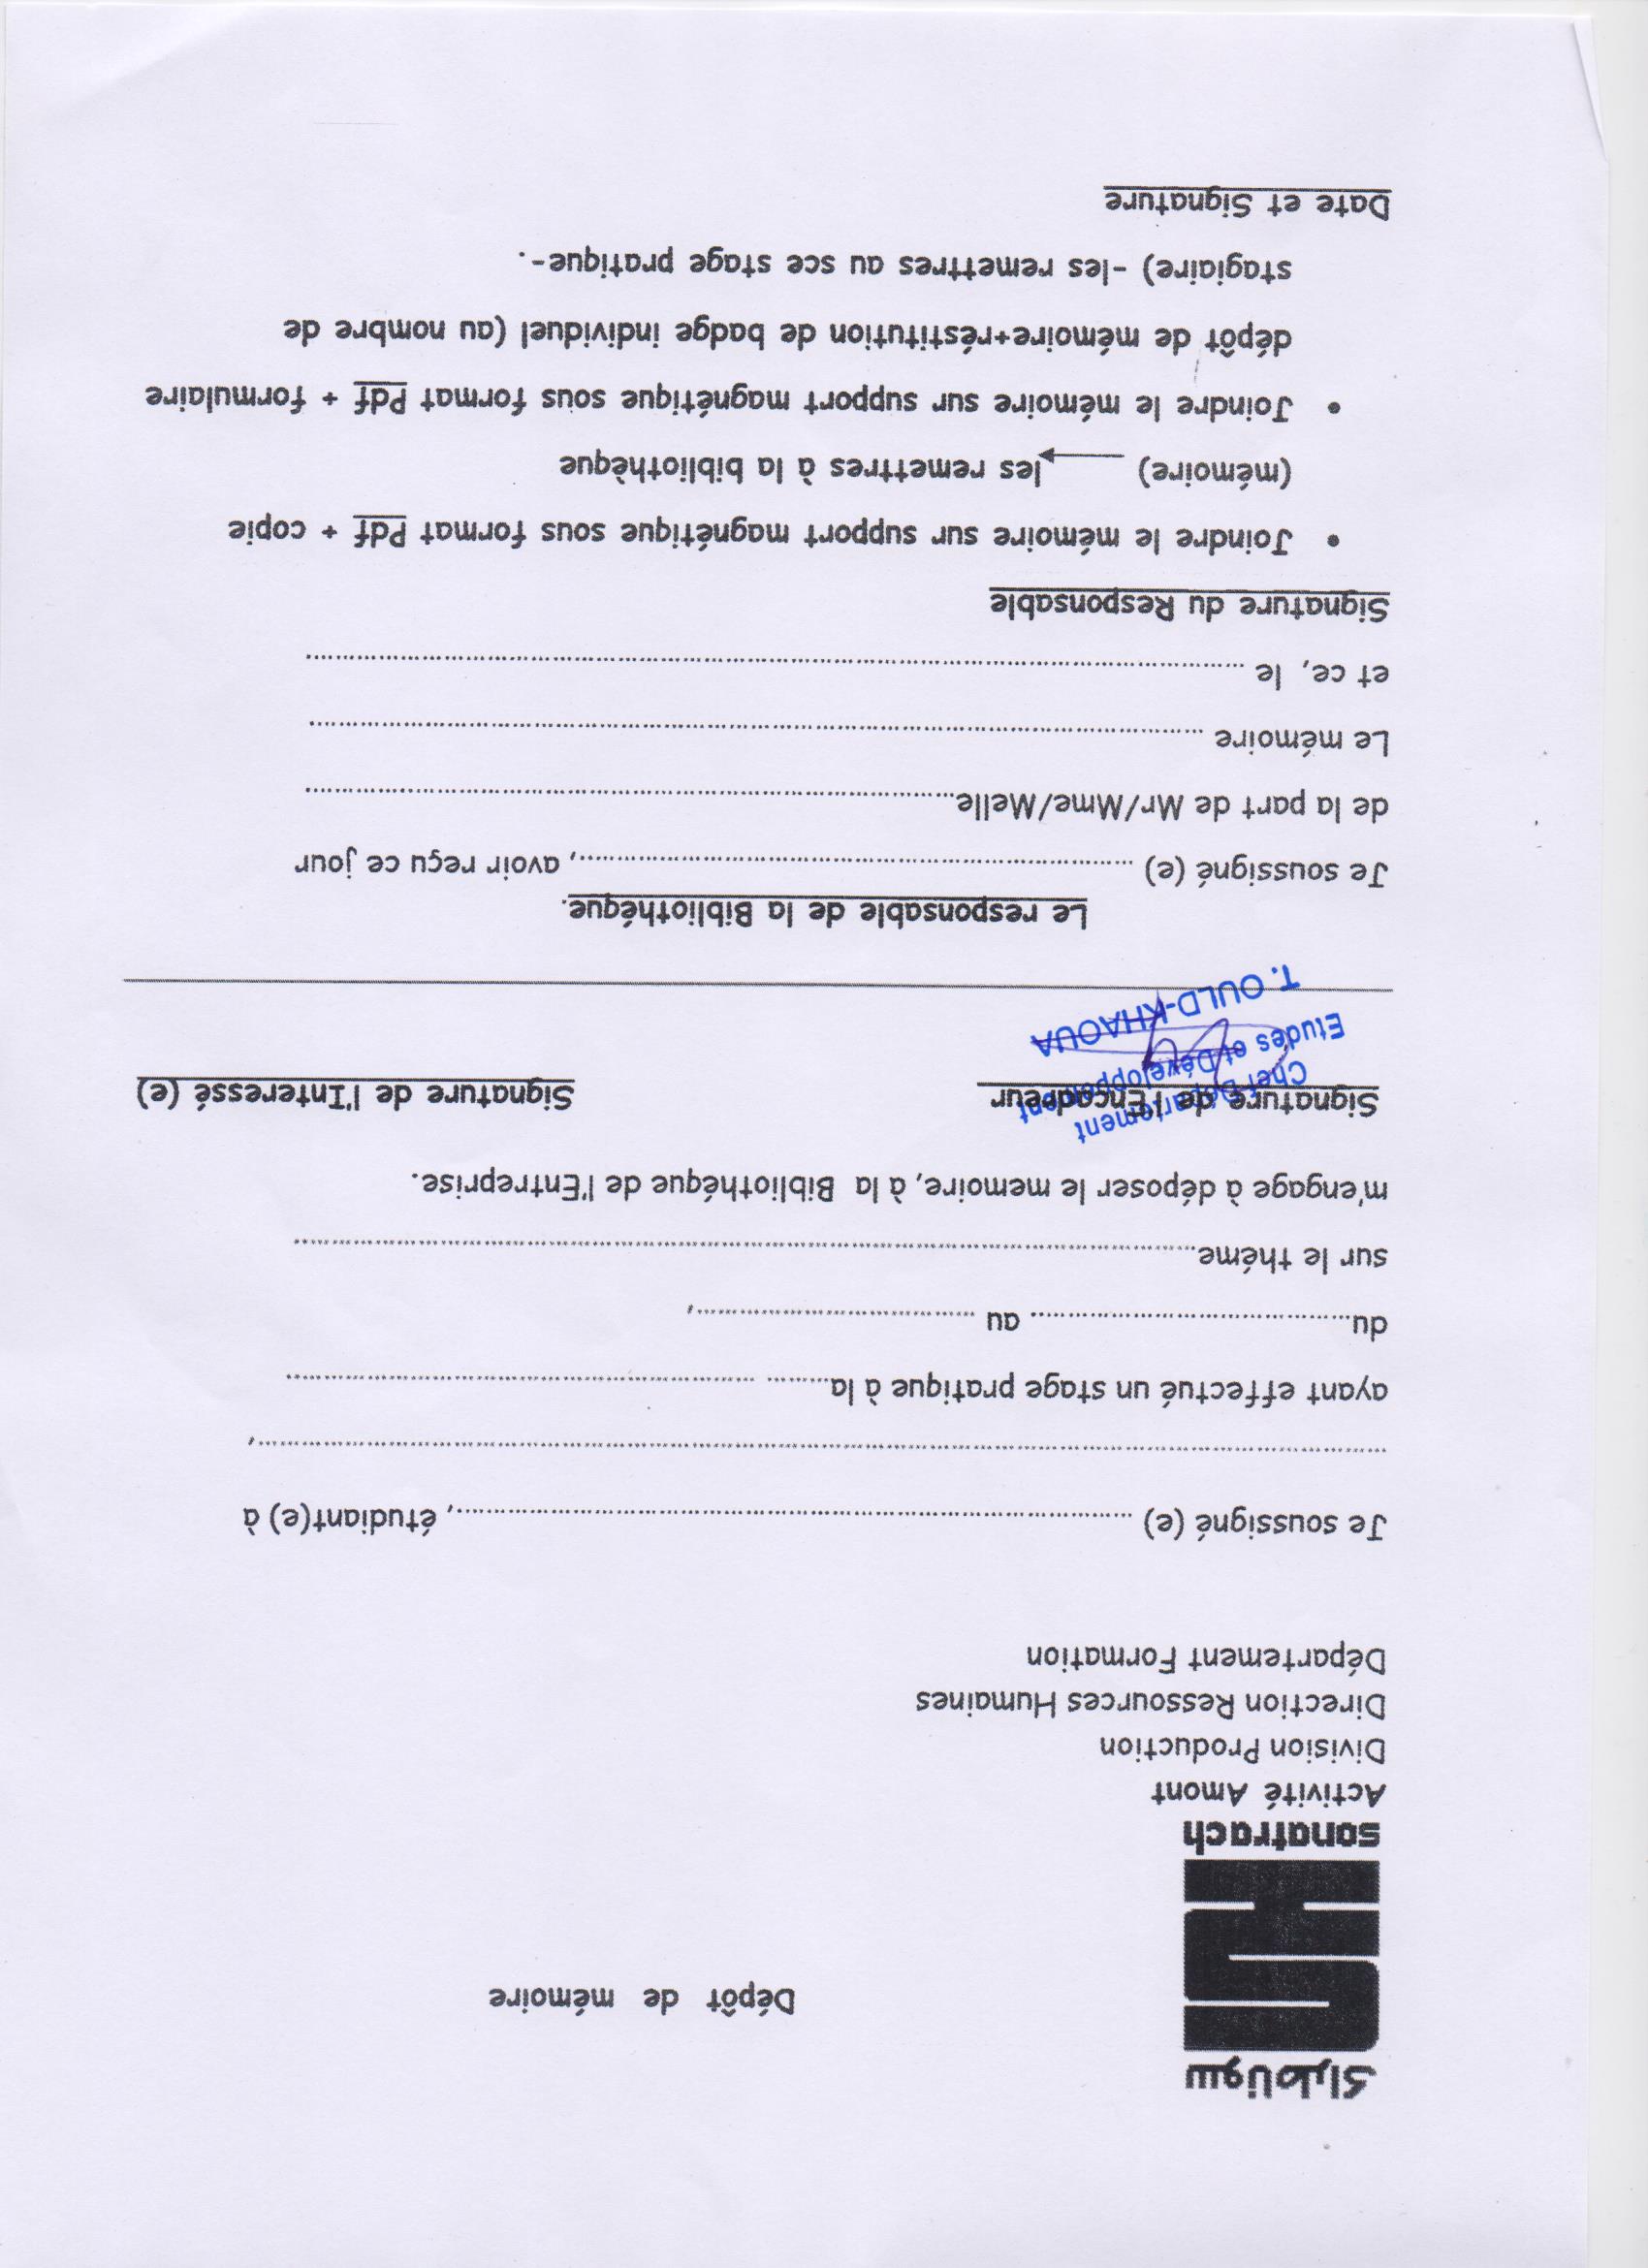 سوناطراك
Dépôt de mémoire
sonatrach
Activité Amont
Division Production
Direction Ressources Humaines
Département Formation
Je soussigné (e) ........................................, étudiant(e) à
........................................,
ayant effectué un stage pratique à la........ ........................................
du........................................ au ........................................,
sur le théme........................................
m'engage à déposer le memoire, à la Bibliothéque de l'Entreprise.
Signature de l'Encadreur Signature de l'Interessé (e)
Chef Département
Etudes et Développement
T. OULD-KHAOUA
Le responsable de la Bibliothéque.
Je soussigné (e) ........................................, avoir reçu ce jour
de la part de Mr/Mme/Melle........................................
Le mémoire ........................................
et ce, le ........................................
Signature du Responsable
• Joindre le mémoire sur support magnétique sous format Pdf + copie
(mémoire) → les remettres à la bibliothèque
• Joindre le mémoire sur support magnétique sous format Pdf + formulaire
dépôt de mémoire+réstitution de badge individuel (au nombre de
stagiaire) -les remettres au sce stage pratique-.
Date et Signature